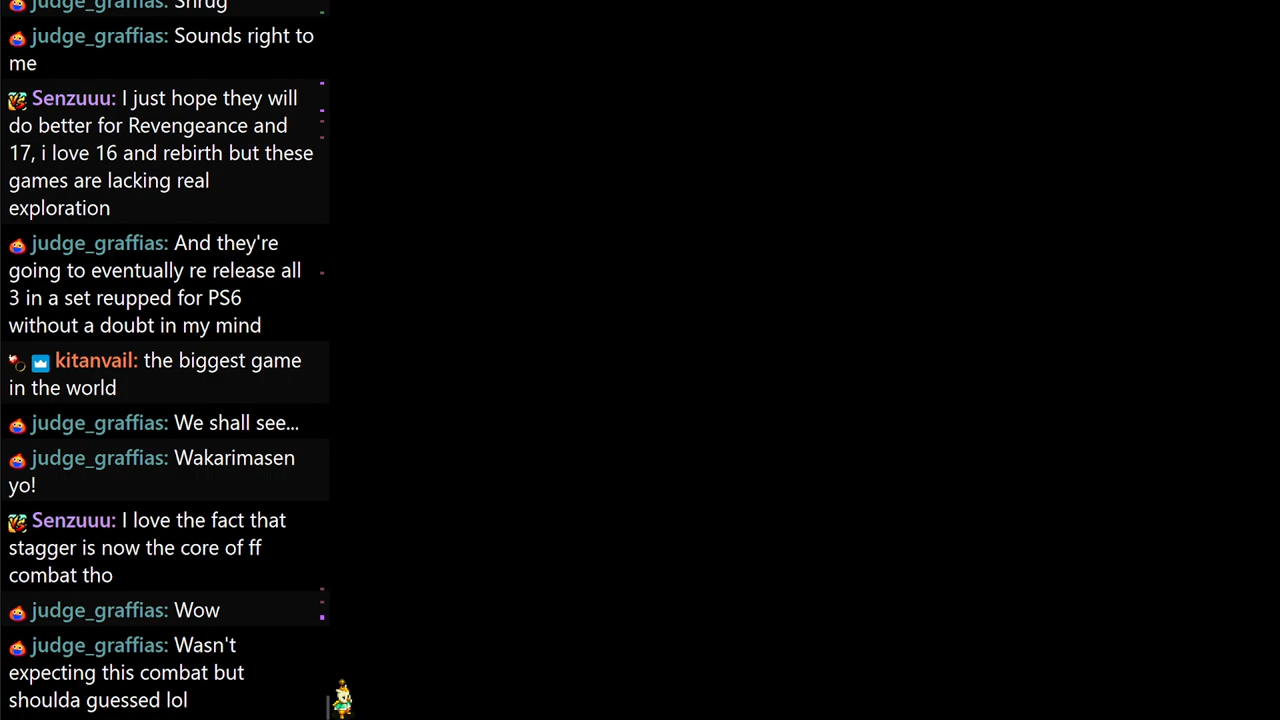 judge_graffias: Shrug
judge_graffias: Sounds right to
me
Senzuuu: I just hope they will
do better for Revengeance and
17, i love 16 and rebirth but these
games are lacking real
exploration
judge_graffias: And they're
going to eventually re release all
3 in a set reupped for PS6
without a doubt in my mind
kitanvail: the biggest game
in the world
judge_graffias: We shall see...
judge_graffias: Wakarimasen
yo!
Senzuuu: I love the fact that
stagger is now the core of ff
combat tho
judge_graffias: Wow
judge_graffias: Wasn't
expecting this combat but
shoulda guessed lol